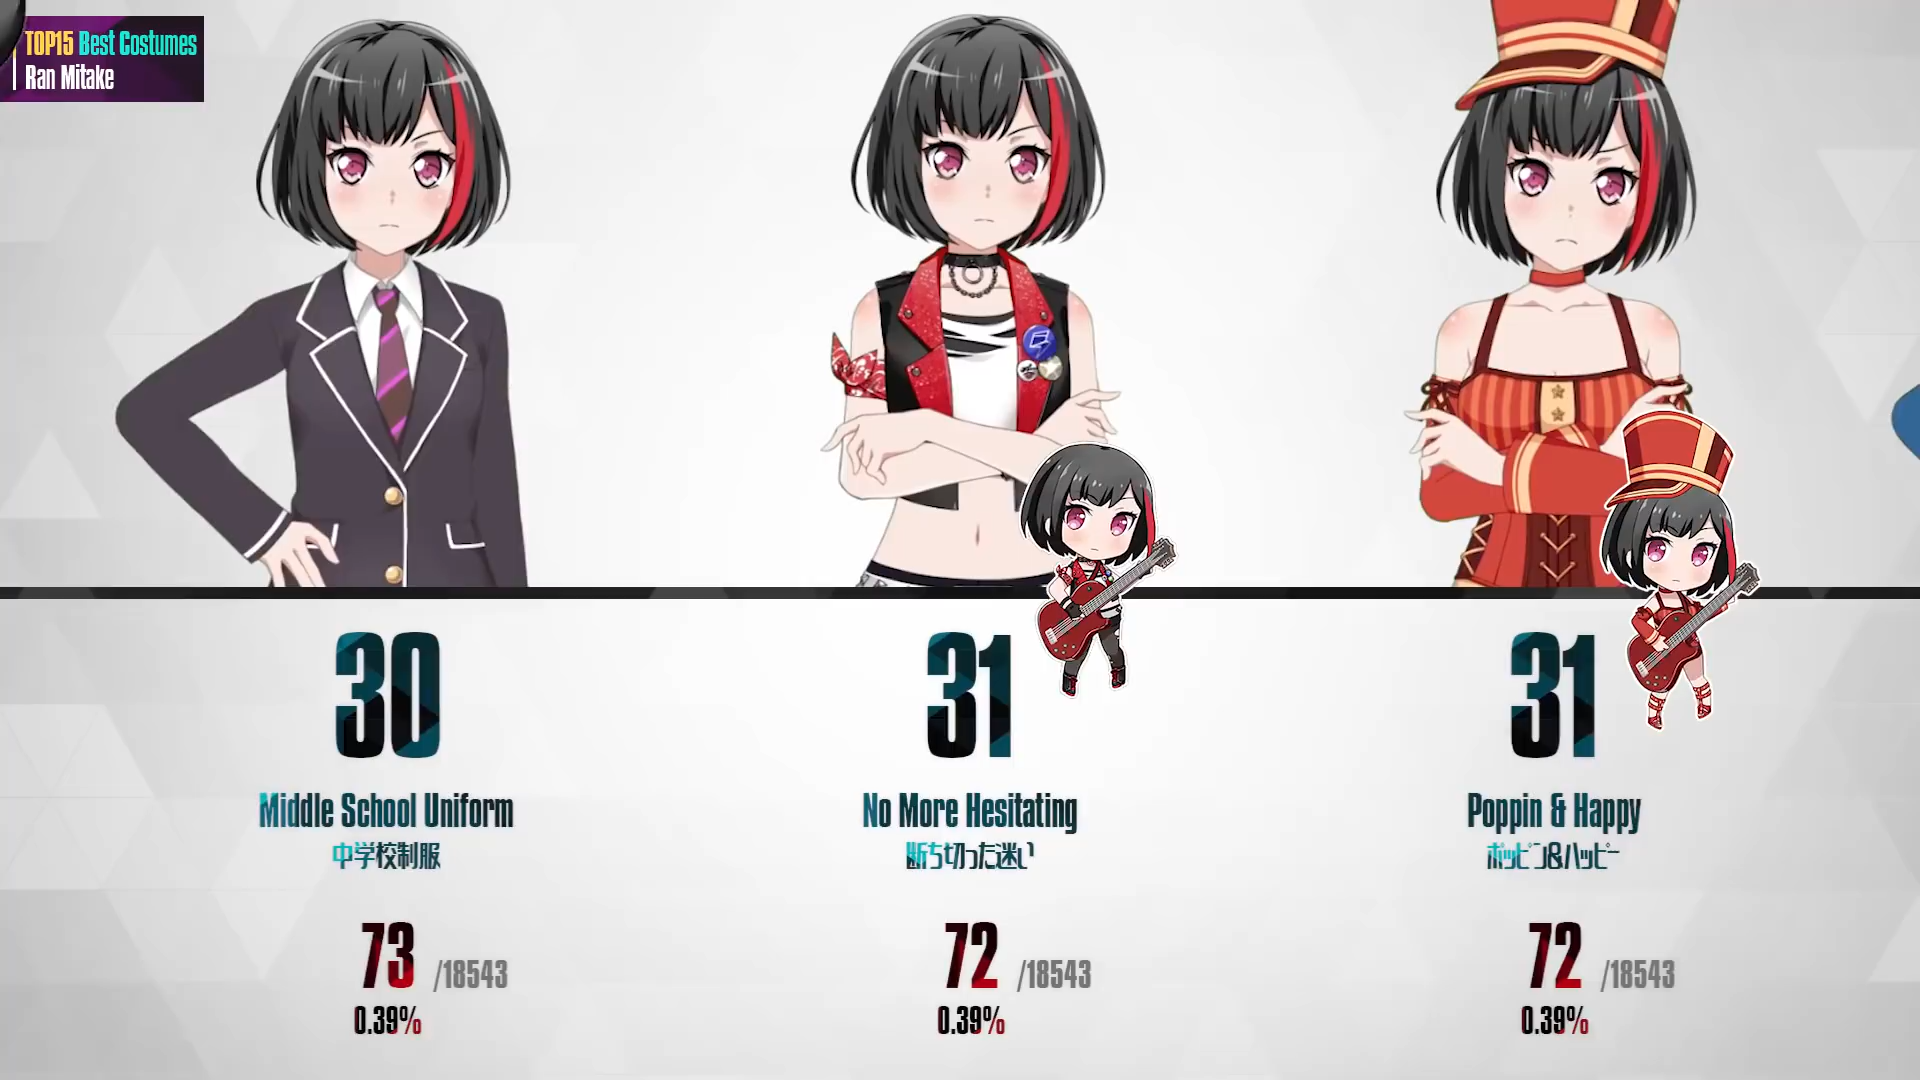 TOP15 Best Costumes
Ran Mitake
30
Middle School Uniform
中学校制服
73 /18543
0.39%
31
No More Hesitating
断ち切った迷い
72 /18543
0.39%
31
Poppin & Happy
ポッピン&ハッピー
72 /18543
0.39%